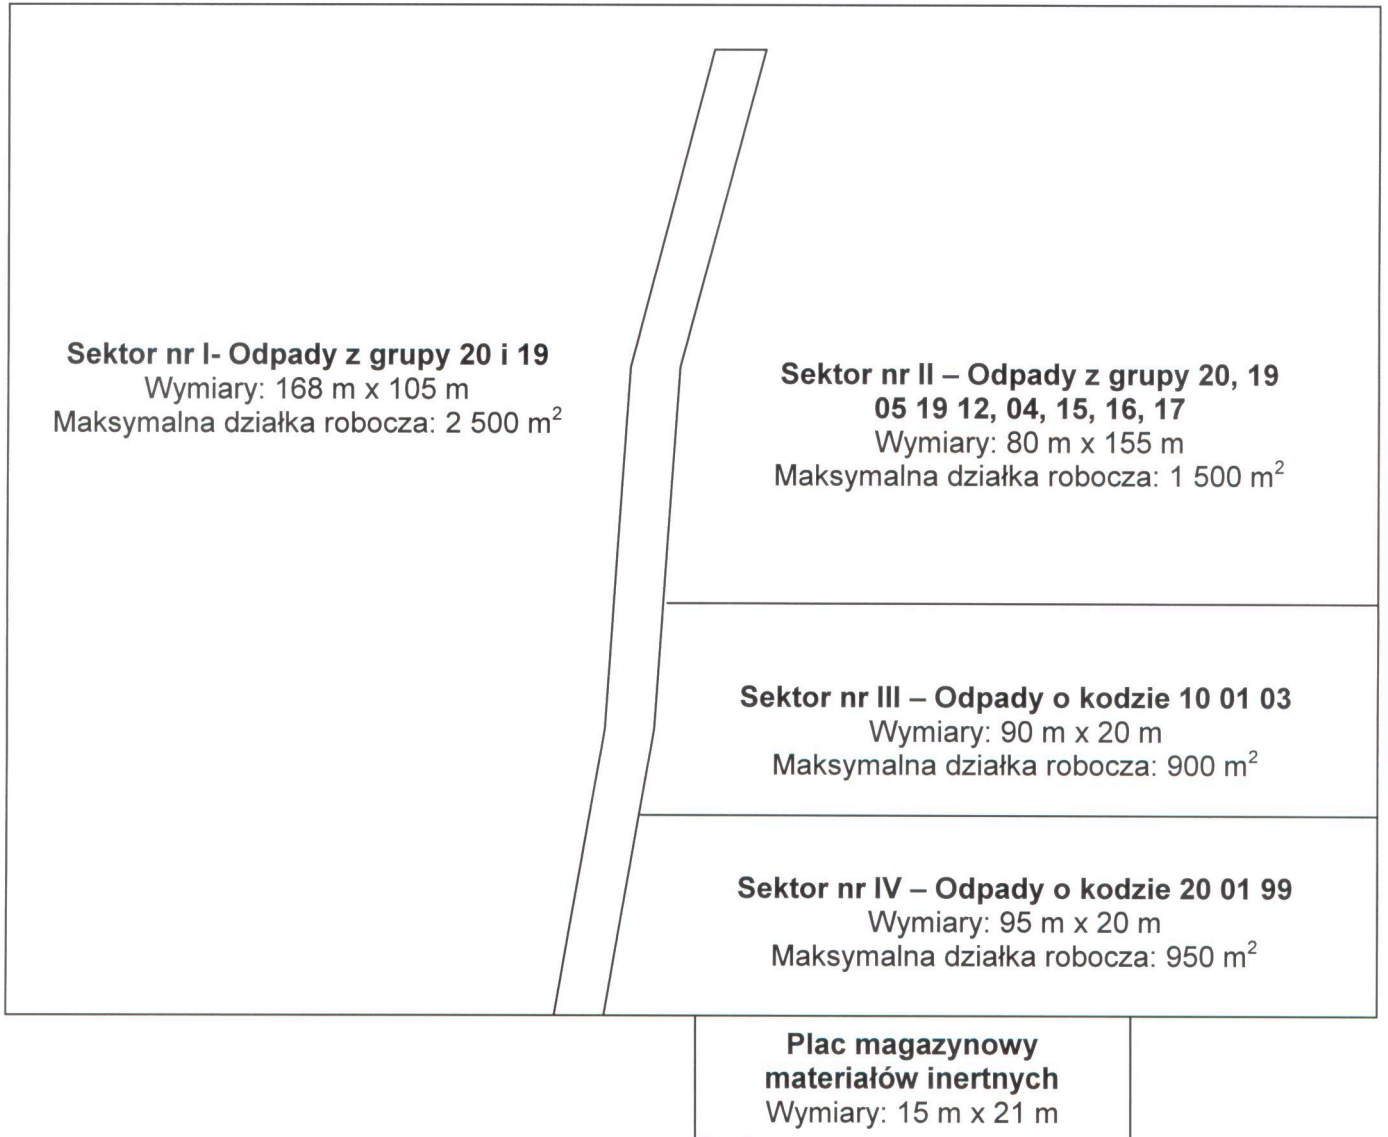 Sektor nr I- Odpady z grupy 20 i 19
Wymiary: 168 m x 105 m
Maksymalna działka robocza: 2 500 m²
Sektor nr II – Odpady z grupy 20, 19
05 19 12, 04, 15, 16, 17
Wymiary: 80 m x 155 m
Maksymalna działka robocza: 1 500 m²
Sektor nr III – Odpady o kodzie 10 01 03
Wymiary: 90 m x 20 m
Maksymalna działka robocza: 900 m²
Sektor nr IV – Odpady o kodzie 20 01 99
Wymiary: 95 m x 20 m
Maksymalna działka robocza: 950 m²
Plac magazynowy
materiałów inertnych
Wymiary: 15 m x 21 m